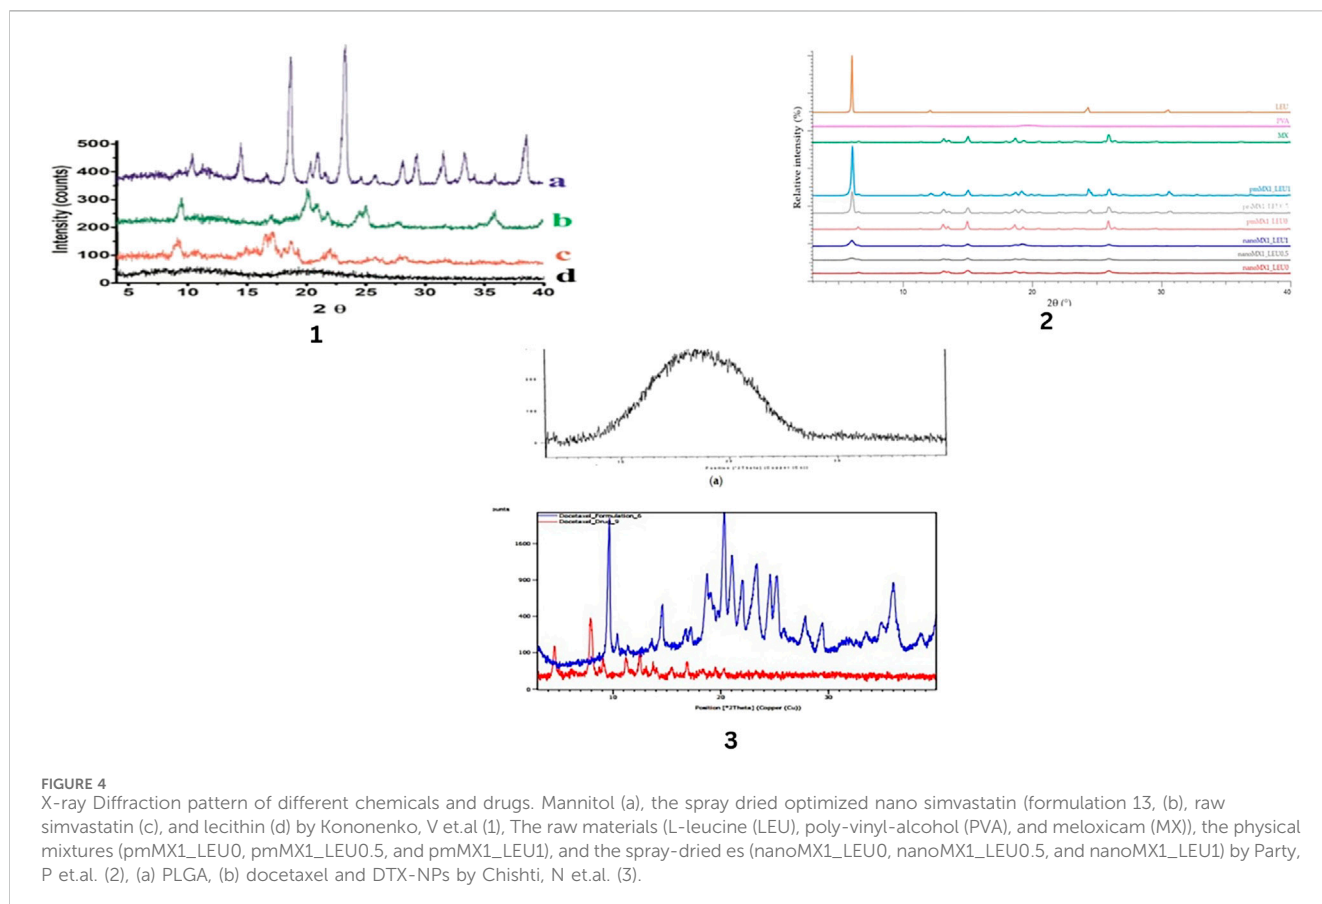 500
400
300
200
100
0
Intensity (counts)
a
b
c
d
5 10 15 20 25 30 35 40
2 θ
1
Relative intensity (%)
LEU
PVA
MX
pmMX1_LEU1
pmMX1_LEU0
nanoMX1_LEU1
nanoMX1_LEU0.5
nanoMX1_LEU0
10 20 30 40
2θ (°)
2
0
Position [°2Theta] (Copper (Cu))
(a)
ounts
Docetaxel_Formulation_6
Docetaxel_Drug_9
1600
900
400
100
0
10 20 30
Position [°2Theta] (Copper (Cu))
3
FIGURE 4
X-ray Diffraction pattern of different chemicals and drugs. Mannitol (a), the spray dried optimized nano simvastatin (formulation 13, (b), raw
simvastatin (c), and lecithin (d) by Kononenko, V et.al (1), The raw materials (L-leucine (LEU), poly-vinyl-alcohol (PVA), and meloxicam (MX)), the physical
mixtures (pmMX1_LEU0, pmMX1_LEU0.5, and pmMX1_LEU1), and the spray-dried es (nanoMX1_LEU0, nanoMX1_LEU0.5, and nanoMX1_LEU1) by Party,
P et.al. (2), (a) PLGA, (b) docetaxel and DTX-NPs by Chishti, N et.al. (3).